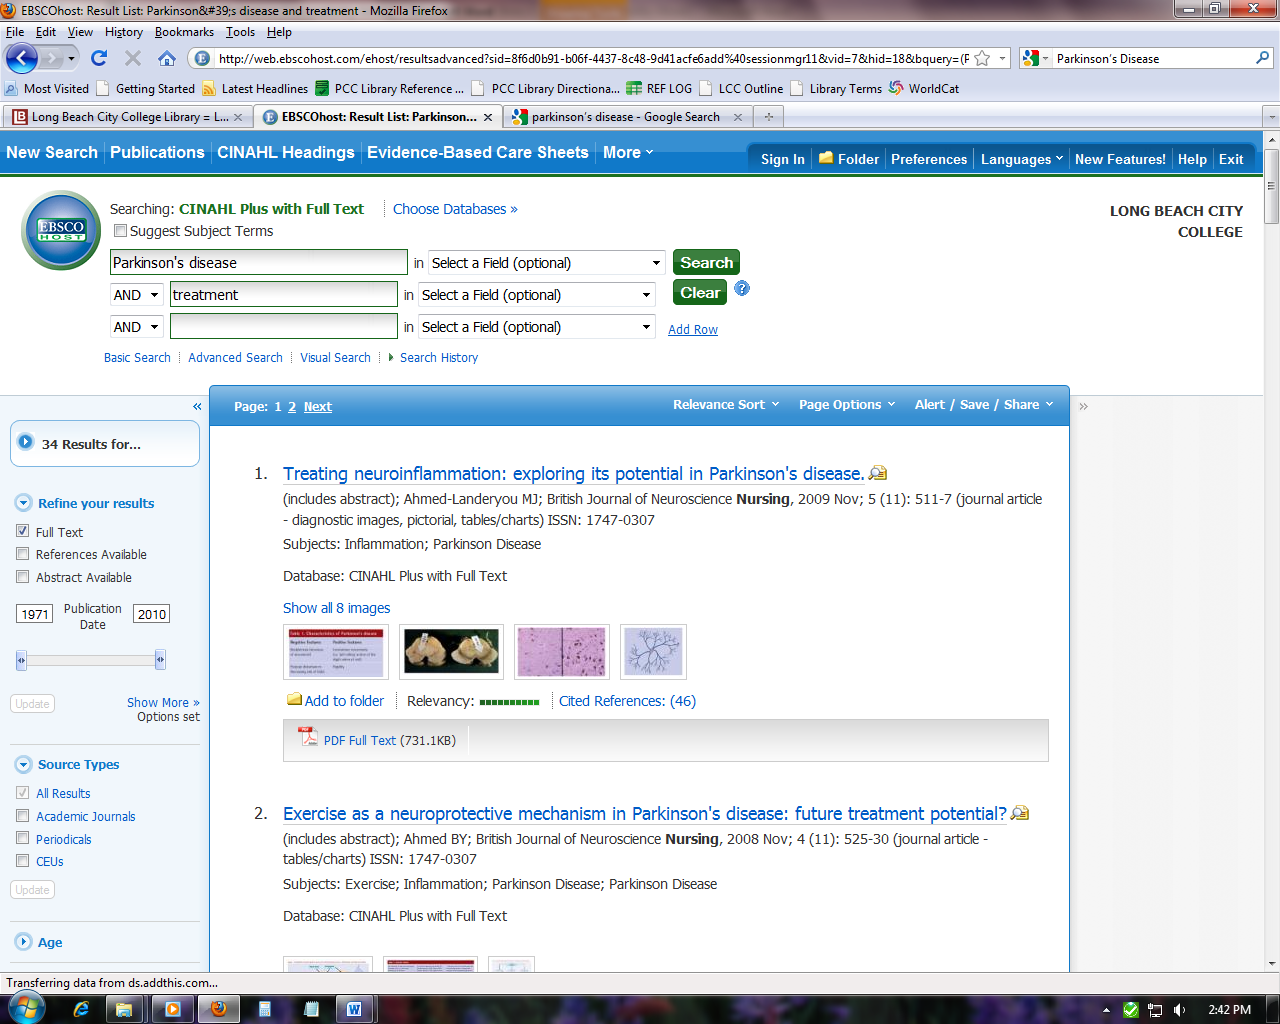 EBSCOhost: Result List: Parkinson&#39;s disease and treatment - Mozilla Firefox
File Edit View History Bookmarks Tools Help
http://web.ebscohost.com/ehost/resultsadvanced?sid=8f6d0b91-b06f-4437-8c48-9d41acfe6add%40sessionmgr11&vid=7&hid=18&bquery=(P
Parkinson's Disease
Most Visited Getting Started Latest Headlines PCC Library Reference ... PCC Library Directiona... REF LOG LCC Outline Library Terms WorldCat
Long Beach City College Library = L... EBSCOhost: Result List: Parkinson... parkinson's disease - Google Search
New Search Publications CINAHL Headings Evidence-Based Care Sheets More
Sign In Folder Preferences Languages New Features! Help Exit
EBSCO
HOST
Searching: CINAHL Plus with Full Text Choose Databases »
LONG BEACH CITY
COLLEGE
Suggest Subject Terms
Parkinson's disease in Select a Field (optional) Search
AND treatment in Select a Field (optional) Clear ?
AND in Select a Field (optional) Add Row
Basic Search Advanced Search Visual Search Search History
«
Page: 1 2 Next
Relevance Sort Page Options Alert / Save / Share »
34 Results for...
Refine your results
Full Text
References Available
Abstract Available
1971 Publication Date 2010
Update
Show More »
Options set
Source Types
All Results
Academic Journals
Periodicals
CEUs
Update
Age
1. Treating neuroinflammation: exploring its potential in Parkinson's disease.
(includes abstract); Ahmed-Landeryou MJ; British Journal of Neuroscience Nursing, 2009 Nov; 5 (11): 511-7 (journal article
- diagnostic images, pictorial, tables/charts) ISSN: 1747-0307
Subjects: Inflammation; Parkinson Disease
Database: CINAHL Plus with Full Text
Show all 8 images
Add to folder Relevancy: Cited References: (46)
PDF Full Text (731.1KB)
2. Exercise as a neuroprotective mechanism in Parkinson's disease: future treatment potential?
(includes abstract); Ahmed BY; British Journal of Neuroscience Nursing, 2008 Nov; 4 (11): 525-30 (journal article -
tables/charts) ISSN: 1747-0307
Subjects: Exercise; Inflammation; Parkinson Disease; Parkinson Disease
Database: CINAHL Plus with Full Text
Transferring data from ds.addthis.com...
2:42 PM